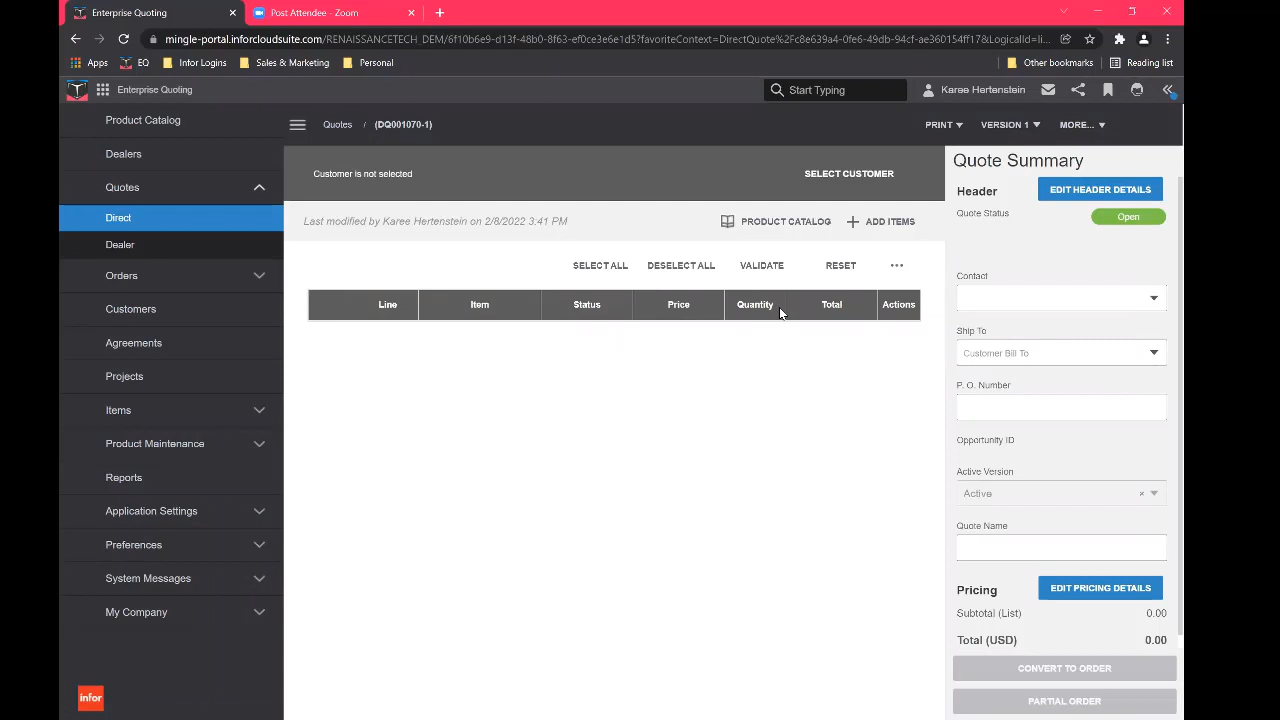 Enterprise Quoting
Post Attendee - Zoom
mingle-portal.inforcloudsuite.com/RENAISSANCETECH_DEM/6f10b6e9-d13f-48b0-8f63-ef0ce3e6e1d5?favoriteContext=DirectQuote%2Fc8e639a4-0fe6-49db-94cf-ae360154ff17&LogicalId=li...
Apps
EQ
Infor Logins
Sales & Marketing
Personal
Other bookmarks
Reading list
Enterprise Quoting
Start Typing
Karee Hertenstein
Product Catalog
Dealers
Quotes
Direct
Dealer
Orders
Customers
Agreements
Projects
Items
Product Maintenance
Reports
Application Settings
Preferences
System Messages
My Company
infor
Quotes / (DQ001070-1)
PRINT
VERSION 1
MORE...
Customer is not selected
SELECT CUSTOMER
Last modified by Karee Hertenstein on 2/8/2022 3:41 PM
PRODUCT CATALOG
ADD ITEMS
SELECT ALL
DESELECT ALL
VALIDATE
RESET
...
Line
Item
Status
Price
Quantity
Total
Actions
Quote Summary
Header
EDIT HEADER DETAILS
Quote Status
Open
Contact
Ship To
Customer Bill To
P. O. Number
Opportunity ID
Active Version
Active
×
Quote Name
Pricing
EDIT PRICING DETAILS
Subtotal (List) 0.00
Total (USD) 0.00
CONVERT TO ORDER
PARTIAL ORDER